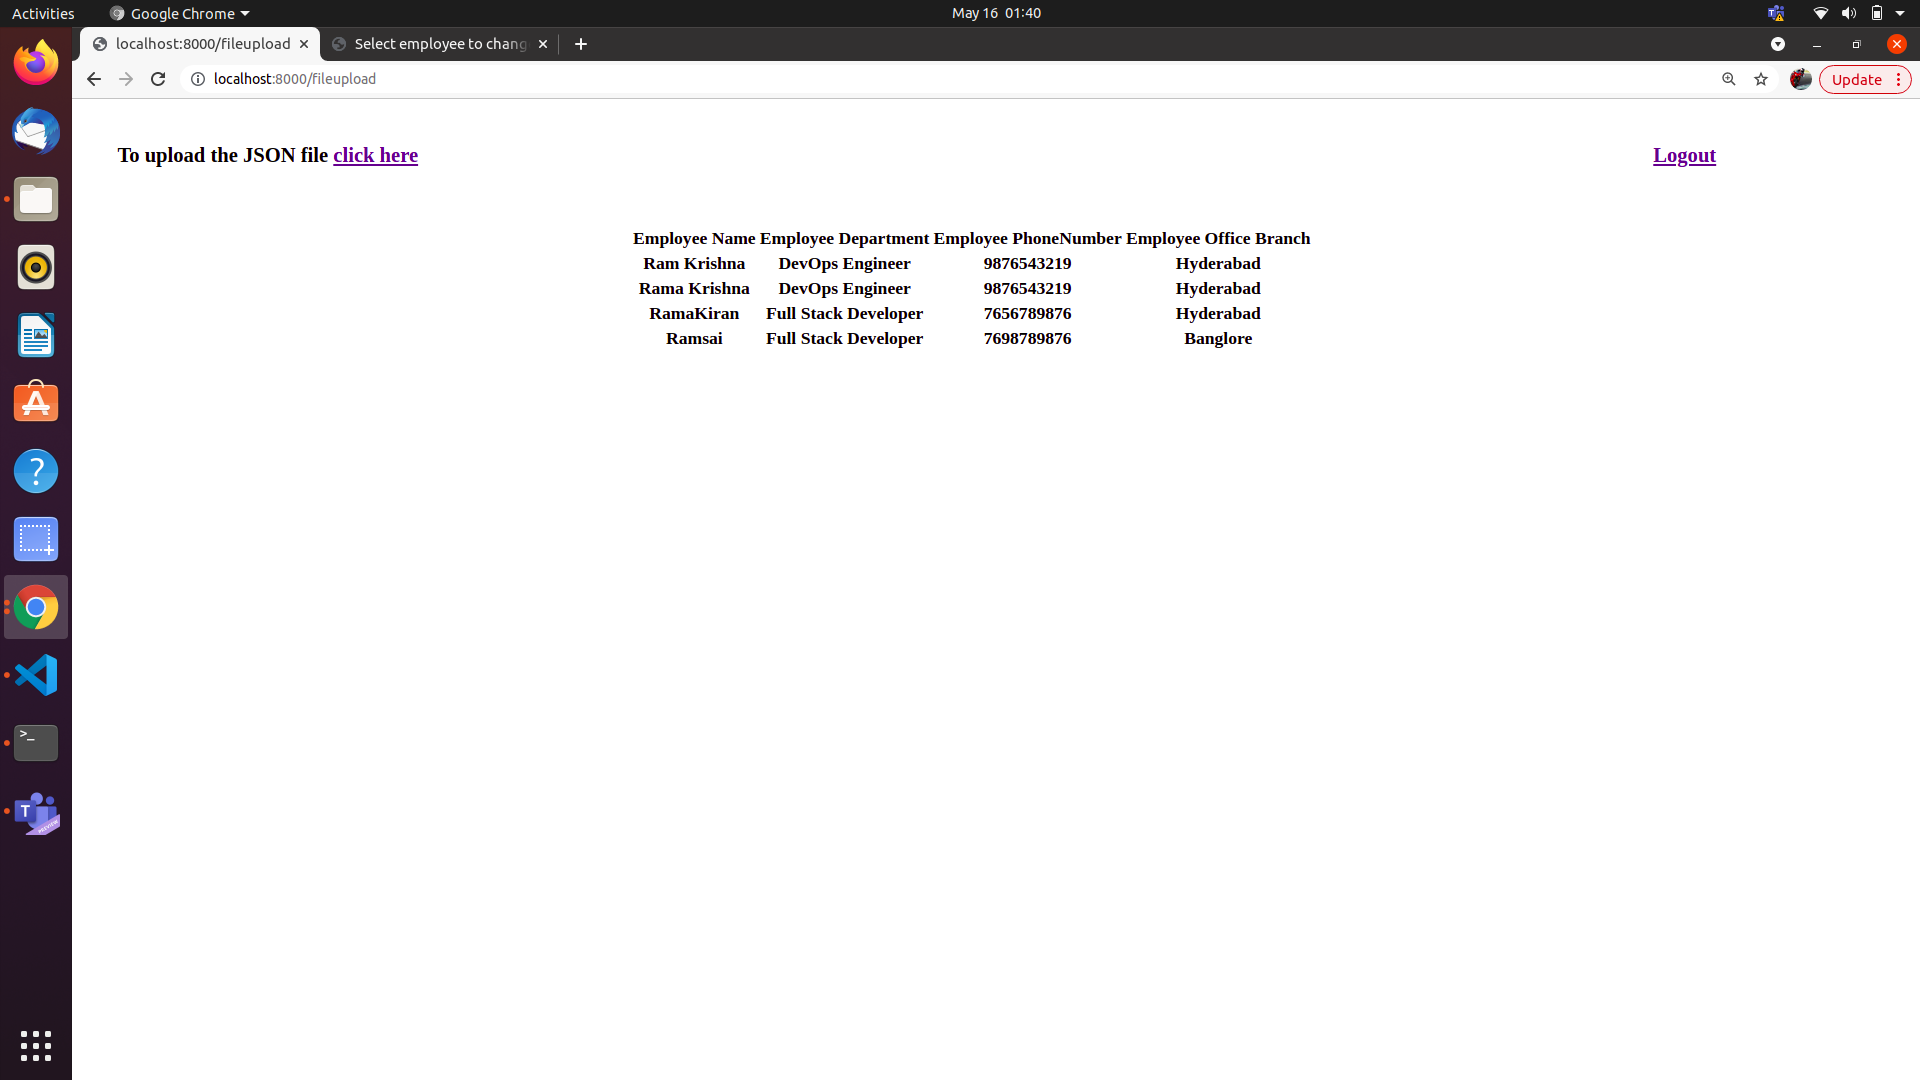 Activities Google Chrome May 16 01:40
localhost:8000/fileupload Select employee to chang
localhost:8000/fileupload Update
To upload the JSON file click here Logout
Employee Name Employee Department Employee PhoneNumber Employee Office Branch
Ram Krishna DevOps Engineer 9876543219 Hyderabad
Rama Krishna DevOps Engineer 9876543219 Hyderabad
RamaKiran Full Stack Developer 7656789876 Hyderabad
Ramsai Full Stack Developer 7698789876 Banglore
>_
T
PREVIEW